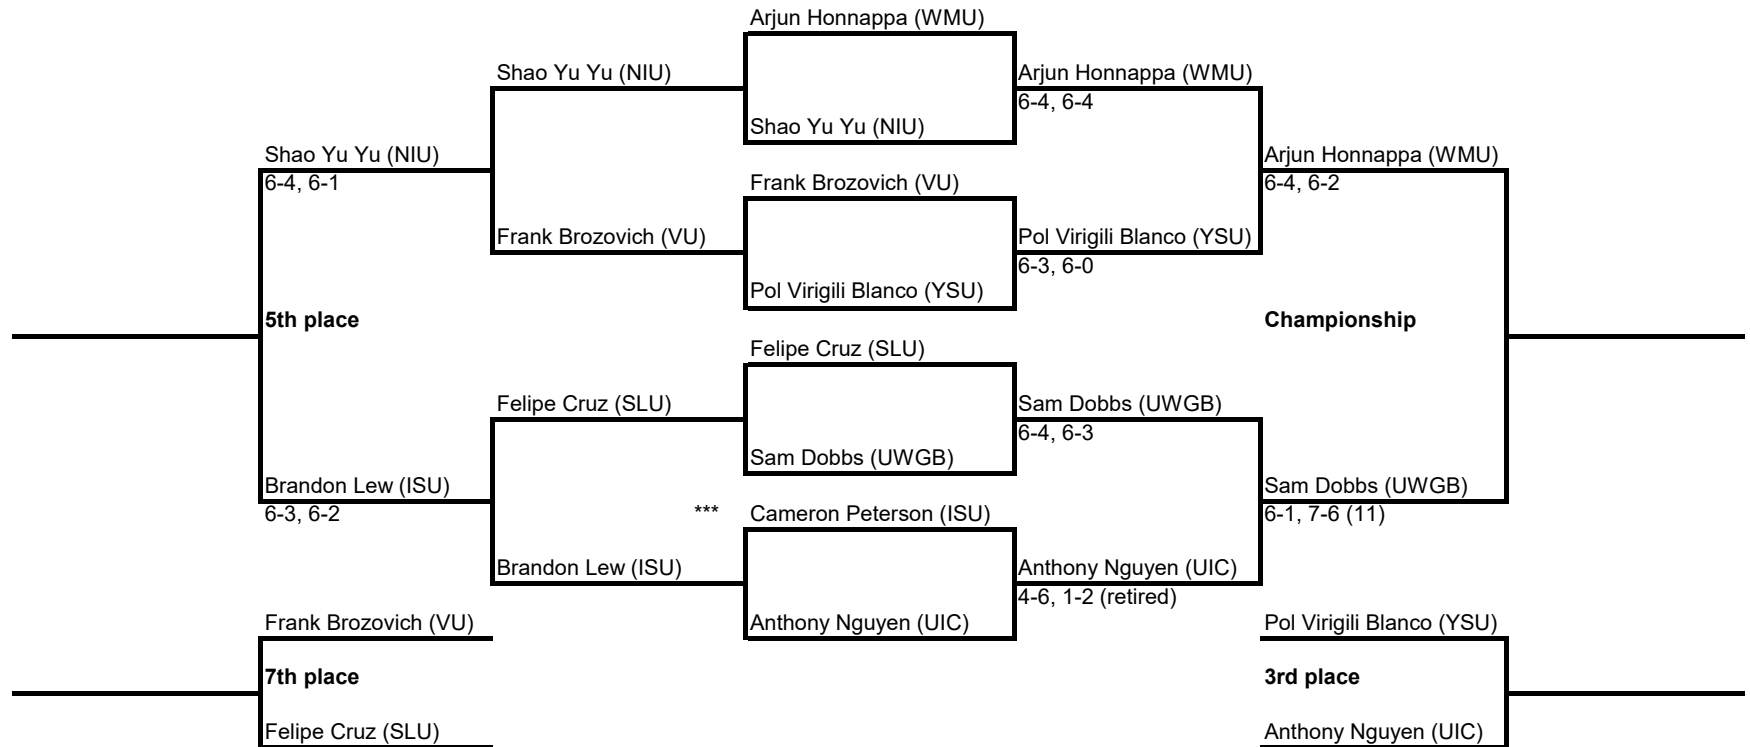 Arjun Honnappa (WMU)
Shao Yu Yu (NIU)
Arjun Honnappa (WMU)
6-4, 6-4
Shao Yu Yu (NIU)
Shao Yu Yu (NIU)
Arjun Honnappa (WMU)
6-4, 6-1
Frank Brozovich (VU)
6-4, 6-2
Frank Brozovich (VU)
Pol Virigili Blanco (YSU)
6-3, 6-0
Pol Virigili Blanco (YSU)
5th place
Championship
Felipe Cruz (SLU)
Felipe Cruz (SLU)
Sam Dobbs (UWGB)
6-4, 6-3
Sam Dobbs (UWGB)
Brandon Lew (ISU)
Sam Dobbs (UWGB)
6-3, 6-2
*** Cameron Peterson (ISU)
6-1, 7-6 (11)
Brandon Lew (ISU)
Anthony Nguyen (UIC)
4-6, 1-2 (retired)
Frank Brozovich (VU)
Anthony Nguyen (UIC)
Pol Virigili Blanco (YSU)
7th place
3rd place
Felipe Cruz (SLU)
Anthony Nguyen (UIC)